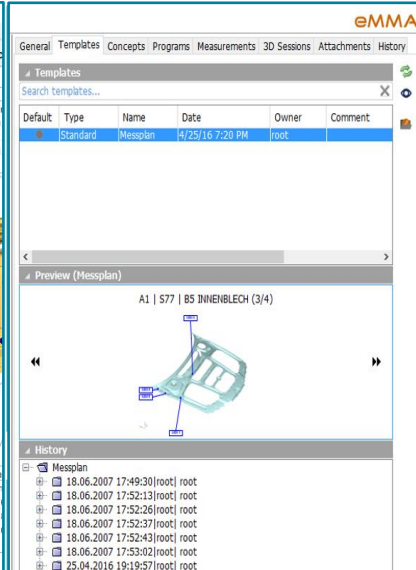 eMMA
General Templates Concepts Programs Measurements 3D Sessions Attachments History
Templates
Search templates...
Default Type Name Date Owner Comment
Standard Messplan 4/25/16 7:20 PM root
Preview (Messplan)
A1 | S77 | B5 INNENBLECH (3/4)
History
Messplan
18.06.2007 17:49:30|root| root
18.06.2007 17:52:13|root| root
18.06.2007 17:52:26|root| root
18.06.2007 17:52:37|root| root
18.06.2007 17:52:43|root| root
18.06.2007 17:53:02|root| root
25.04.2016 19:19:57|root| root